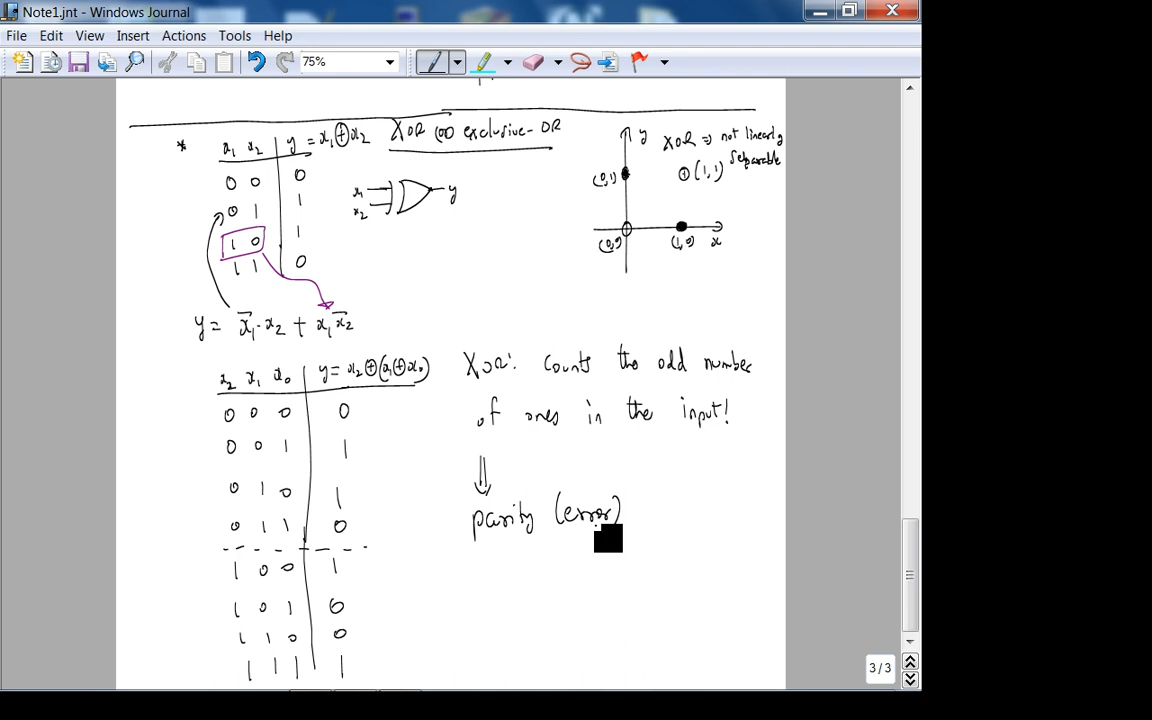 Note1.jnt - Windows Journal
File Edit View Insert Actions Tools Help
75%
* x₁ x₂ y = x₁ ⊕ x₂ XOR (or) exclusive-OR
0 0 0
0 1 1
1 0 1
1 1 0
x₁
x₂
y
y
XOR ⇒ not linearly
separable
(0,1)
(1,1)
(0,0)
(1,0)
x
y = x̅₁·x₂ + x₁x̅₂
x₂ x₁ x₀ y = x₂⊕(x₁⊕x₀)
0 0 0 0
0 0 1 1
0 1 0 1
0 1 1 0
1 0 0 1
1 0 1 0
1 1 0 0
1 1 1 1
XOR: counts the odd number
of ones in the input!
⇓
parity (error)
3/3